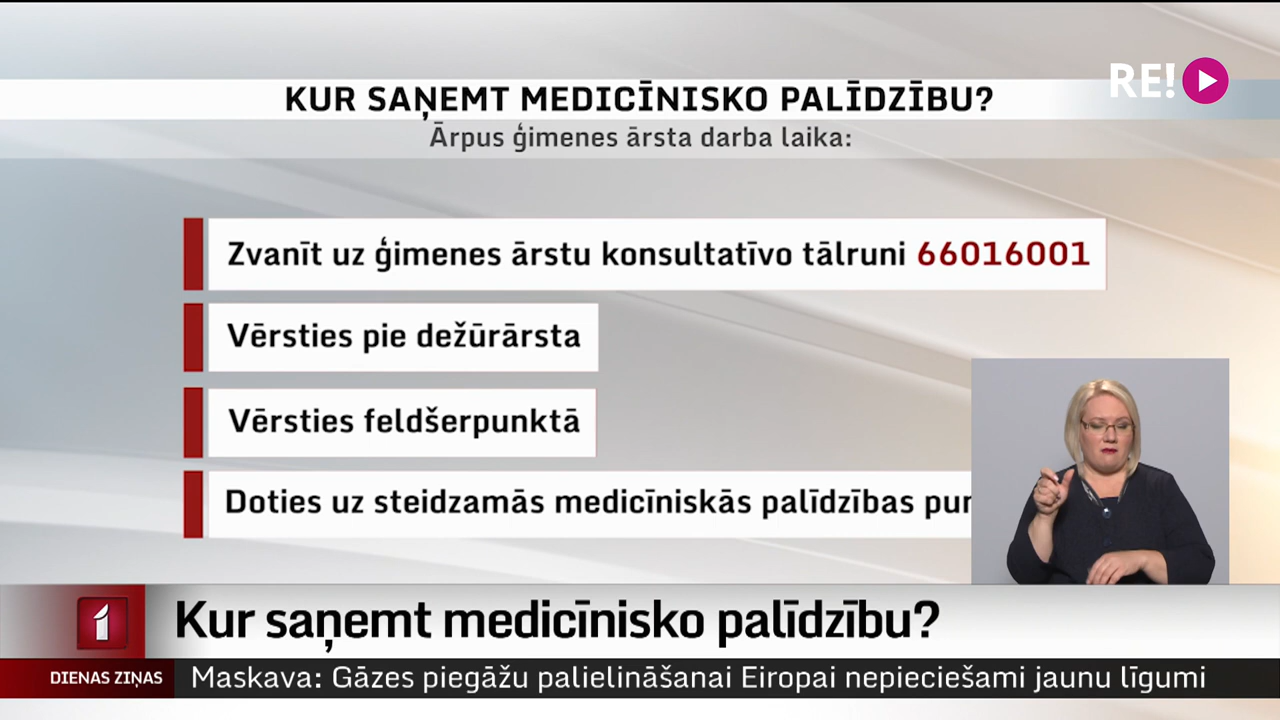 RE!
KUR SAŅEMT MEDICĪNISKO PALĪDZĪBU?
Ārpus ģimenes ārsta darba laika:
Zvanīt uz ģimenes ārstu konsultatīvo tālruni 66016001
Vērsties pie dežūrārsta
Vērsties feldšerpunktā
Doties uz steidzamās medicīniskās palīdzības
1 Kur saņemt medicīnisko palīdzību?
DIENAS ZIŅAS Maskava: Gāzes piegāžu palielināšanai Eiropai nepieciešami jaunu līgumi